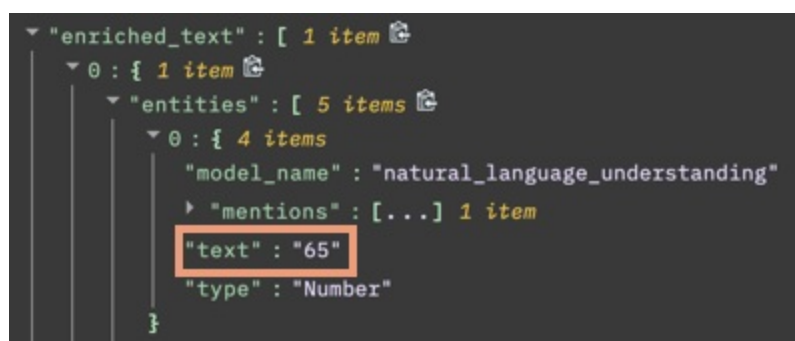 "enriched_text" : [ 1 item
0 : { 1 item
"entities" : [ 5 items
0 : { 4 items
"model_name" : "natural_language_understanding"
"mentions" : [...] 1 item
"text" : "65"
"type" : "Number"
}